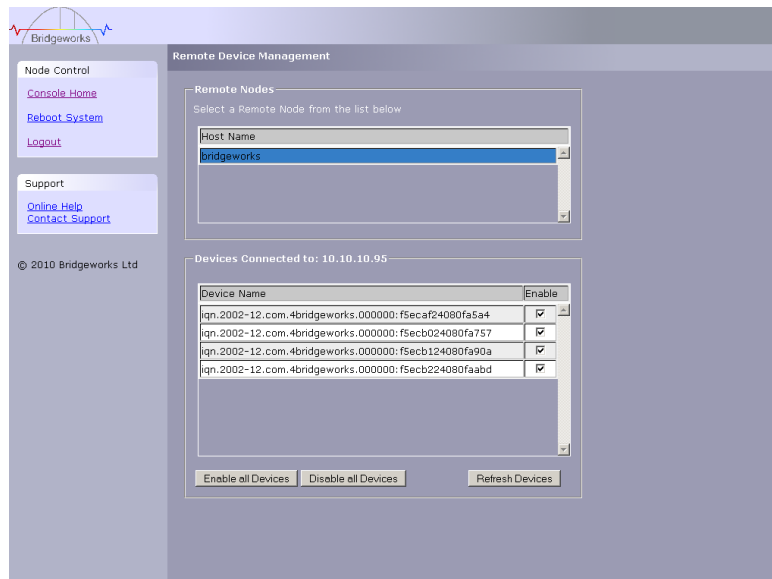 Bridgeworks
Node Control
Console Home
Reboot System
Logout
Support
Online Help
Contact Support
© 2010 Bridgeworks Ltd
Remote Device Management
Remote Nodes
Select a Remote Node from the list below
Host Name
bridgeworks
Devices Connected to: 10.10.10.95
Device Name Enable
iqn.2002-12.com.4bridgeworks.000000:f5ecaf24080fa5a4
iqn.2002-12.com.4bridgeworks.000000:f5ecb024080fa757
iqn.2002-12.com.4bridgeworks.000000:f5ecb124080fa90a
iqn.2002-12.com.4bridgeworks.000000:f5ecb224080faabd
Enable all Devices Disable all Devices Refresh Devices